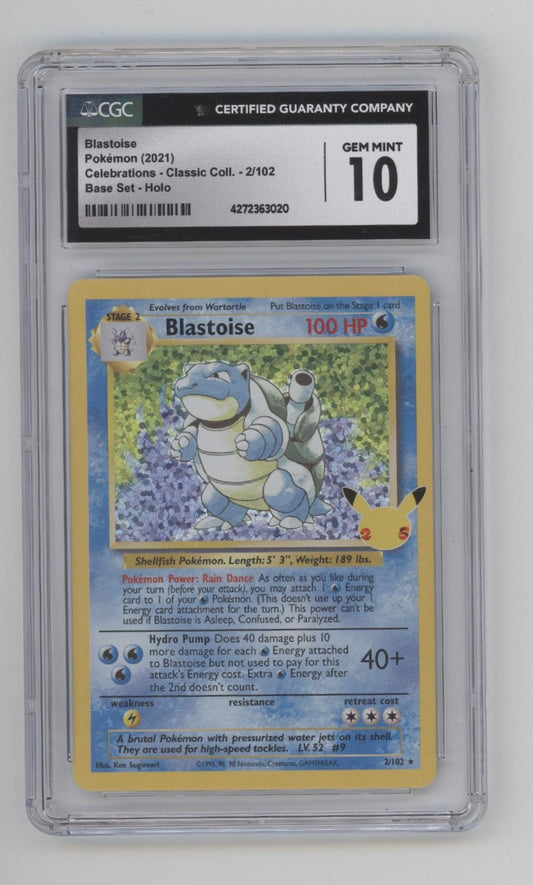 CGC
CERTIFIED GUARANTY COMPANY
Blastoise
Pokémon (2021)
Celebrations - Classic Coll. - 2/102
Base Set - Holo
4272363020
GEM MINT
10
Evolves from Wartortle
Put Blastoise on the Stage 1 card
STAGE 2
Blastoise
100 HP
25
Shellfish Pokémon. Length: 5' 3", Weight: 189 lbs.
Pokémon Power: Rain Dance As often as you like during
your turn (before your attack), you may attach 1 Energy
card to 1 of your Pokémon. (This doesn't use up your 1
Energy card attachment for the turn.) This power can't be
used if Blastoise is Asleep, Confused, or Paralyzed.
Hydro Pump Does 40 damage plus 10
more damage for each Energy attached
to Blastoise but not used to pay for this
attack's Energy cost. Extra Energy after
the 2nd doesn't count.
40+
weakness
resistance
retreat cost
A brutal Pokémon with pressurized water jets on its shell.
They are used for high-speed tackles. LV. 52 #9
Illus. Ken Sugimori
©1995, 96, 98 Nintendo, Creatures, GAMEFREAK.
2/102 ★